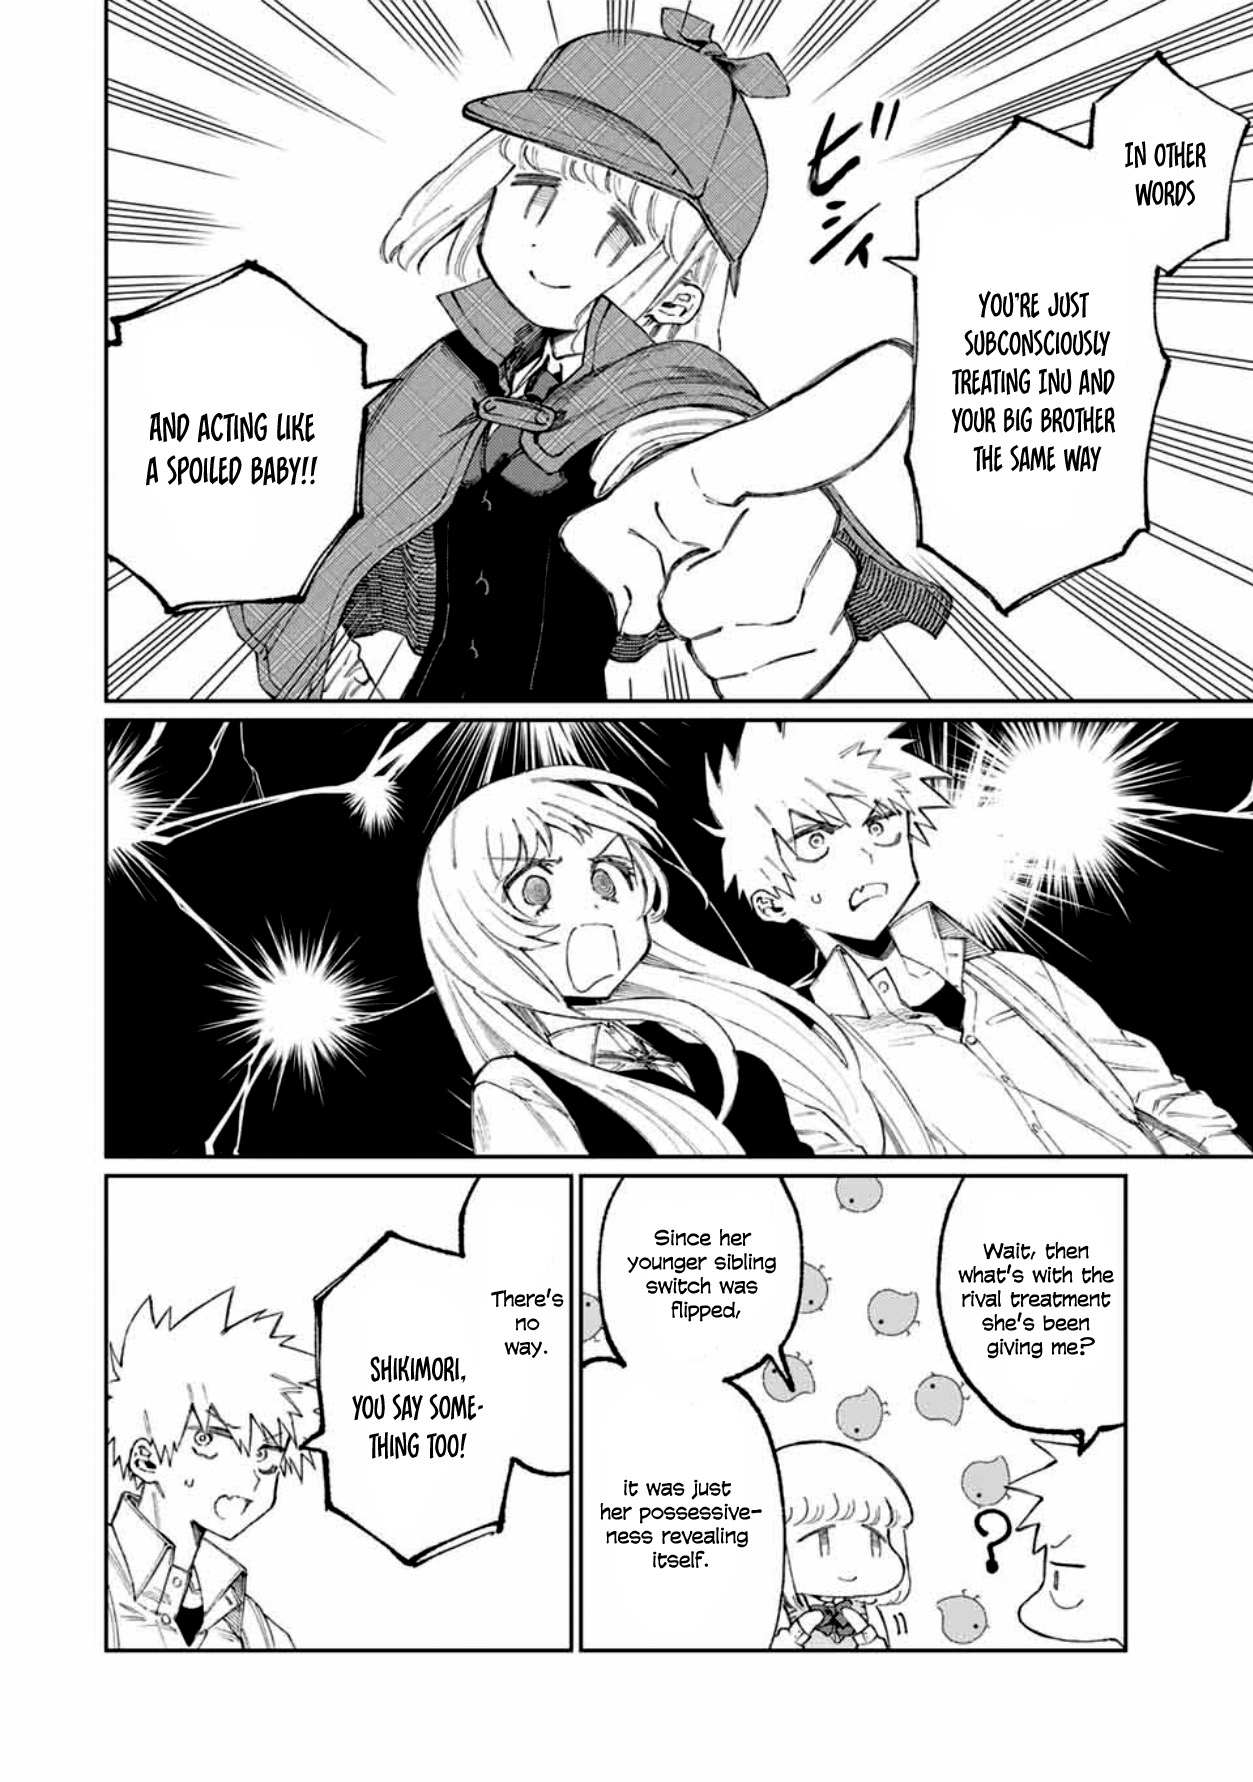 IN OTHER
WORDS
YOU'RE JUST
SUBCONSCIOUSLY
TREATING INU AND
YOUR BIG BROTHER
THE SAME WAY
ビシィ
AND ACTING LIKE
A SPOILED BABY!!
Wait, then
what's with the
rival treatment
she's been
giving me?
?
Since her
younger sibling
switch was
flipped,
it was just
her possessive-
ness revealing
itself.
There's
no
way.
SHIKIMORI,
YOU SAY SOME-
THING TOO!